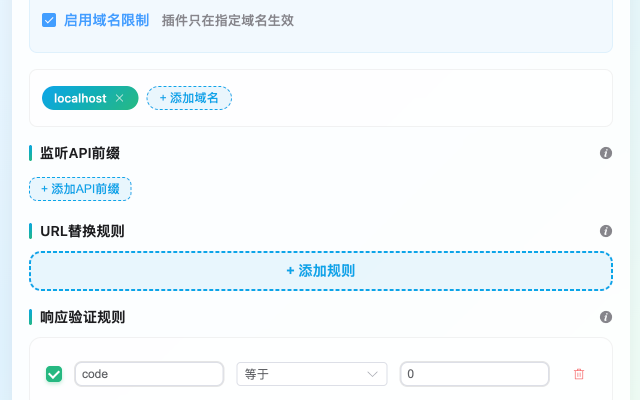 启用域名限制 插件只在指定域名生效
localhost × + 添加域名
监听API前缀
+ 添加API前缀
URL替换规则
+ 添加规则
响应验证规则
code 等于 0